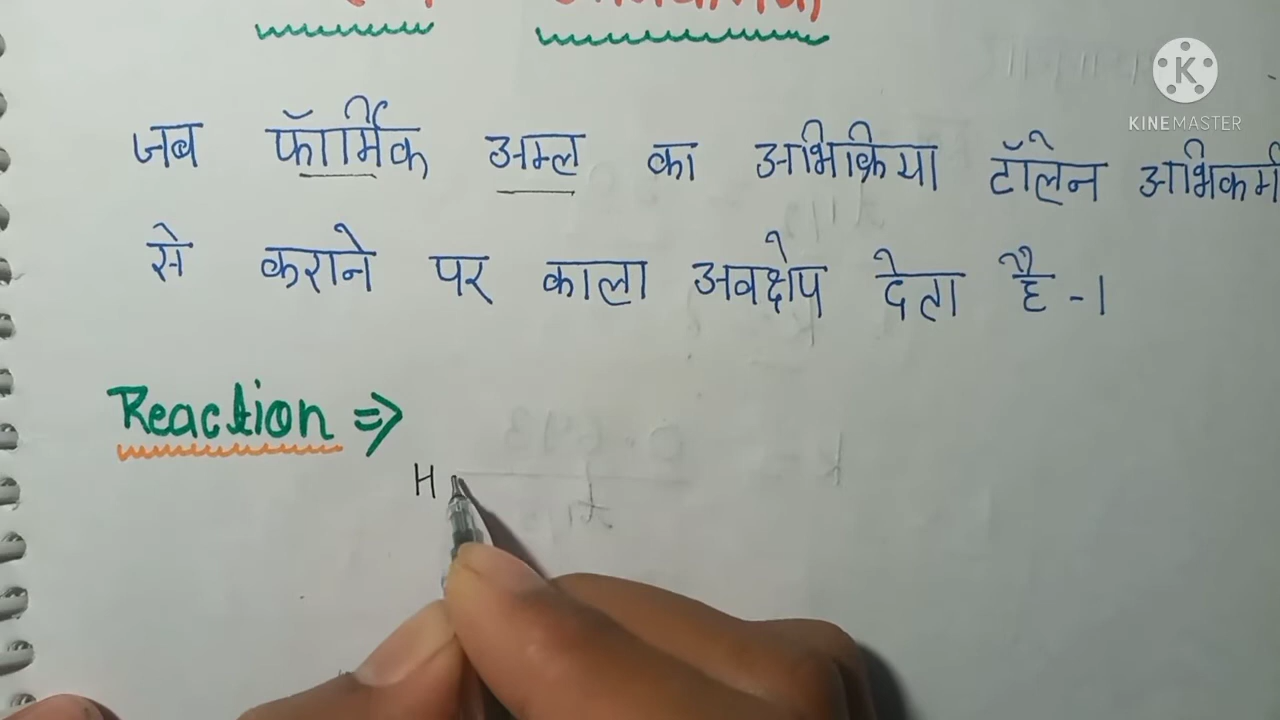 जब फॉर्मिक अम्ल का अभिक्रिया टॉलेन अभिकर्म
से कराने पर काला अवक्षेप देता है -।
Reaction ⇒
H
KINEMASTER